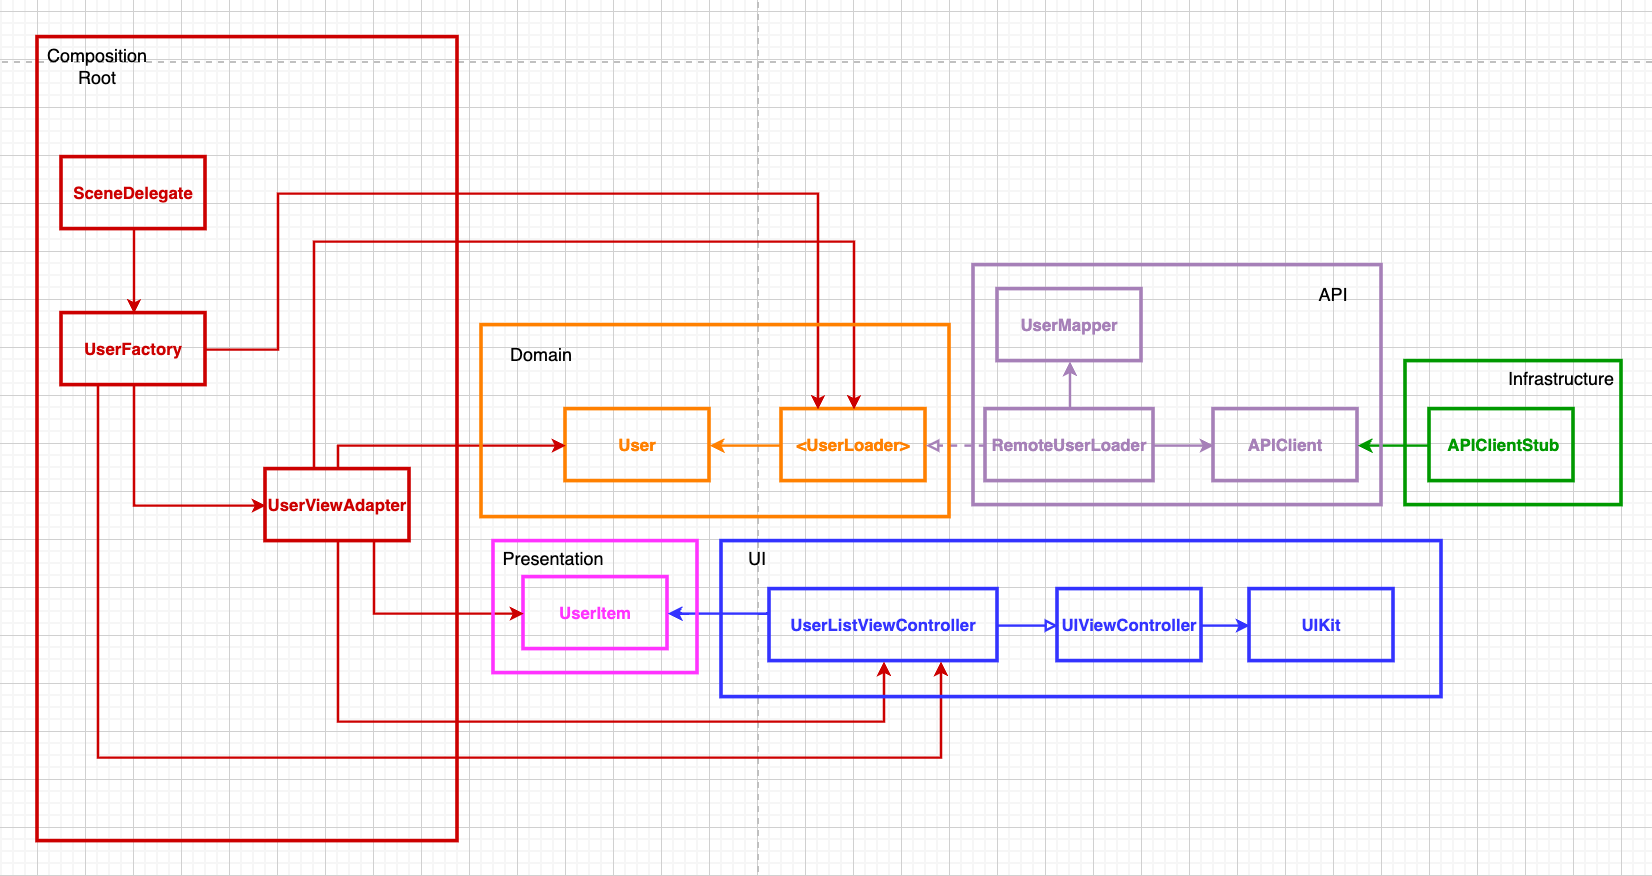 Composition
Root
SceneDelegate
UserFactory
UserViewAdapter
Domain
User
<UserLoader>
API
UserMapper
RemoteUserLoader
APIClient
Infrastructure
APIClientStub
Presentation
UserItem
UI
UserListViewController
UIViewController
UIKit